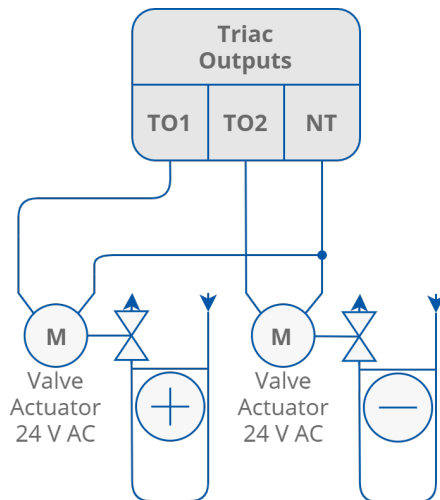 Triac
Outputs
TO1 TO2 NT
M M
Valve
Actuator
24 V AC
Valve
Actuator
24 V AC